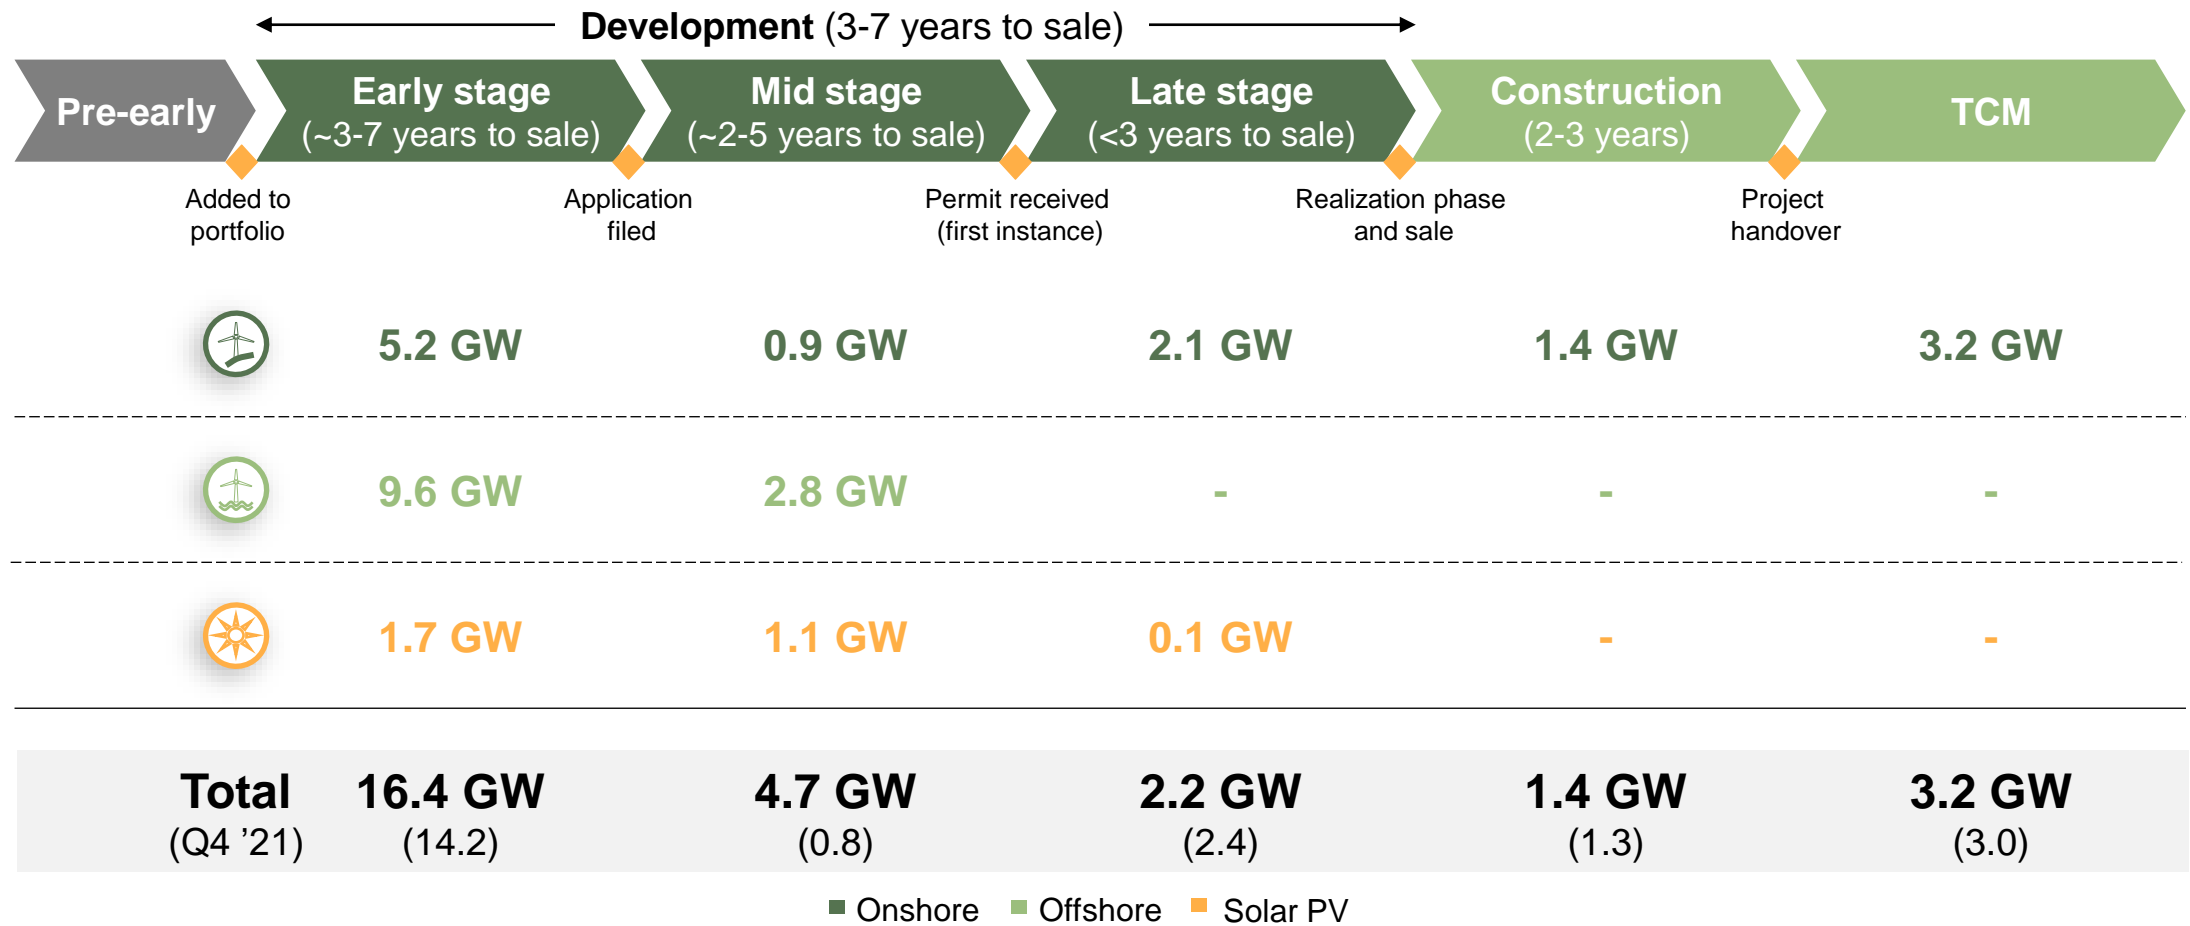 Development (3-7 years to sale)
Pre-early
Early stage
(~3-7 years to sale)
Mid stage
(~2-5 years to sale)
Late stage
(<3 years to sale)
Construction
(2-3 years)
TCM
Added to
portfolio
Application
filed
Permit received
(first instance)
Realization phase
and sale
Project
handover
5.2 GW 0.9 GW 2.1 GW 1.4 GW 3.2 GW
9.6 GW 2.8 GW - - -
1.7 GW 1.1 GW 0.1 GW - -
Total 16.4 GW 4.7 GW 2.2 GW 1.4 GW 3.2 GW
(Q4 ’21) (14.2) (0.8) (2.4) (1.3) (3.0)
Onshore Offshore Solar PV